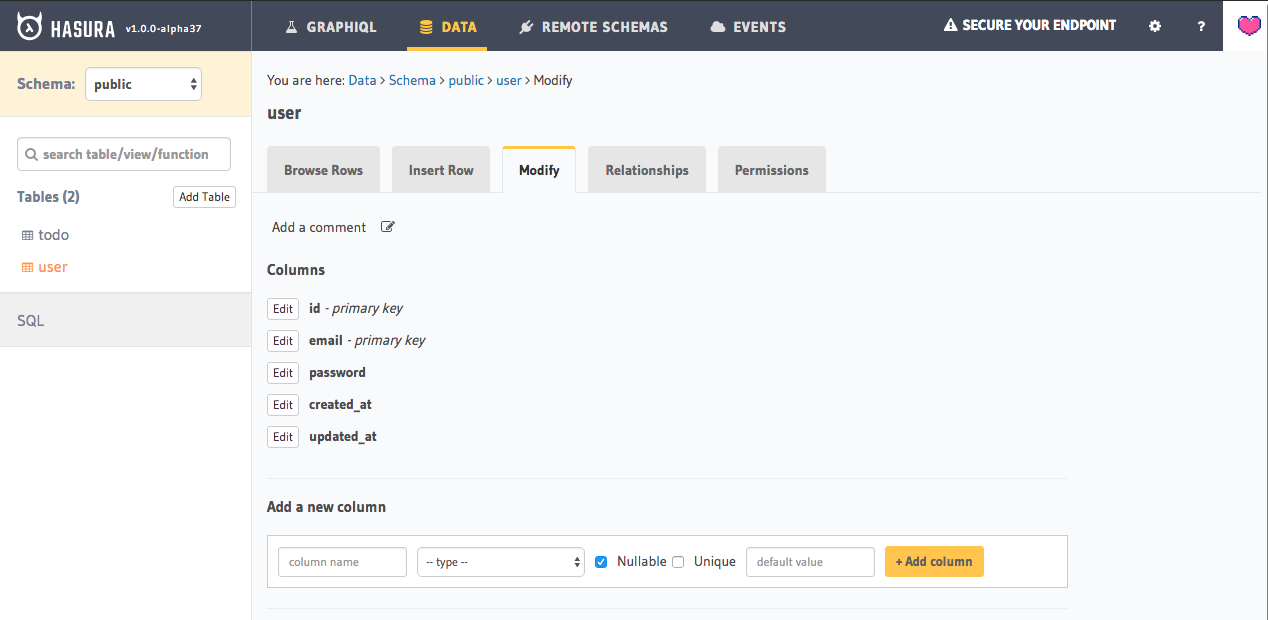 HASURA v1.0.0-alpha37 GRAPHIQL DATA REMOTE SCHEMAS EVENTS SECURE YOUR ENDPOINT ?
Schema: public
search table/view/function
Tables (2) Add Table
todo
user
SQL
You are here: Data > Schema > public > user > Modify
user
Browse Rows Insert Row Modify Relationships Permissions
Add a comment
Columns
Edit id - primary key
Edit email - primary key
Edit password
Edit created_at
Edit updated_at
Add a new column
column name -- type -- Nullable Unique default value + Add column